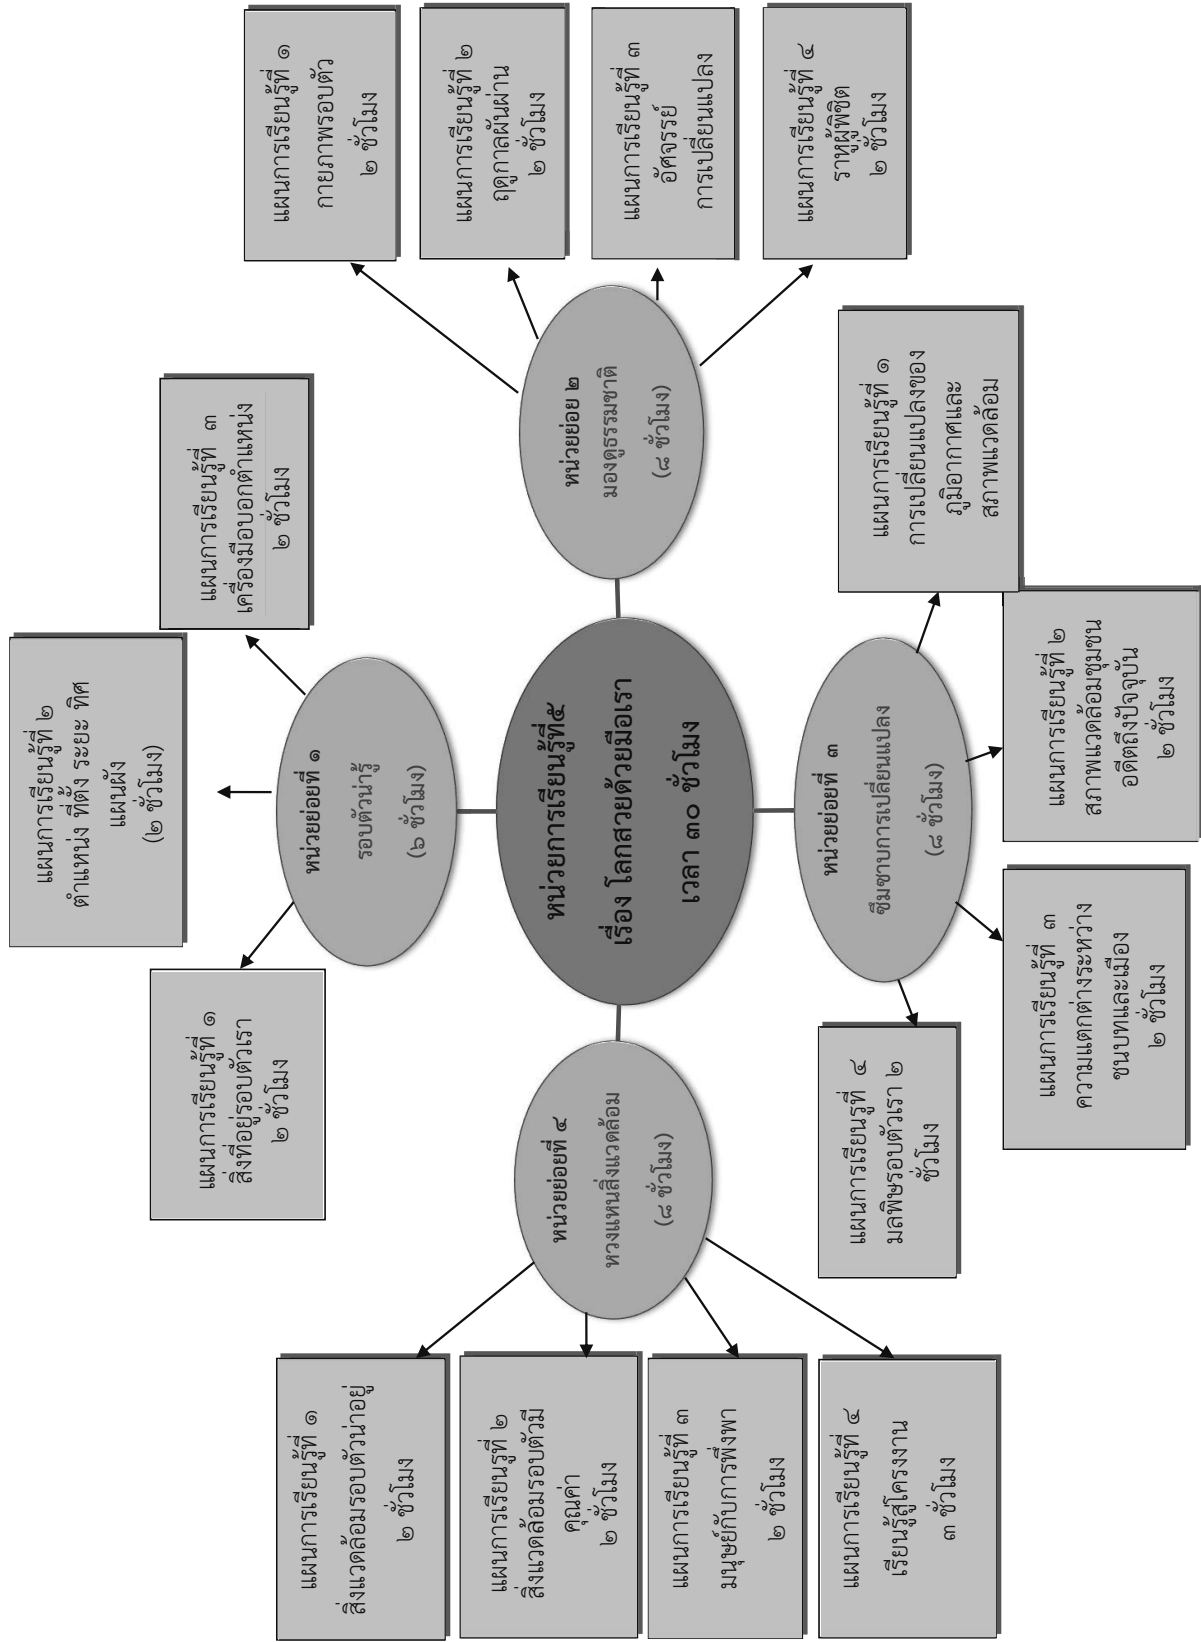 หน่วยการเรียนรู้ที่๕
เรื่อง โลกสวยด้วยมือเรา
เวลา ๓๐ ชั่วโมง
หน่วยย่อยที่ ๑
รอบตัวน่ารู้
(๖ ชั่วโมง)
แผนการเรียนรู้ที่ ๑
สิ่งที่อยู่รอบตัวเรา
๒ ชั่วโมง
แผนการเรียนรู้ที่ ๒
ตำแหน่ง ที่ตั้ง ระยะ ทิศ
แผนผัง
(๒ ชั่วโมง)
แผนการเรียนรู้ที่ ๓
เครื่องมือบอกตำแหน่ง
๒ ชั่วโมง
หน่วยย่อย ๒
มองดูธรรมชาติ
(๘ ชั่วโมง)
แผนการเรียนรู้ที่ ๑
กายภาพรอบตัว
๒ ชั่วโมง
แผนการเรียนรู้ที่ ๒
ฤดูกาลผันผ่าน
๒ ชั่วโมง
แผนการเรียนรู้ที่ ๓
อัศจรรย์
การเปลี่ยนแปลง
แผนการเรียนรู้ที่ ๔
ราหูผู้พิชิต
๒ ชั่วโมง
หน่วยย่อยที่ ๓
ซึมซาบการเปลี่ยนแปลง
(๘ ชั่วโมง)
แผนการเรียนรู้ที่ ๑
การเปลี่ยนแปลงของ
ภูมิอากาศและ
สภาพแวดล้อม
แผนการเรียนรู้ที่ ๒
สภาพแวดล้อมชุมชน
อดีตถึงปัจจุบัน
๒ ชั่วโมง
แผนการเรียนรู้ที่ ๓
ความแตกต่างระหว่าง
ชนบทและเมือง
๒ ชั่วโมง
แผนการเรียนรู้ที่ ๔
มลพิษรอบตัวเรา ๒
ชั่วโมง
หน่วยย่อยที่ ๔
หวงแหนสิ่งแวดล้อม
(๘ ชั่วโมง)
แผนการเรียนรู้ที่ ๑
สิ่งแวดล้อมรอบตัวน่าอยู่
๒ ชั่วโมง
แผนการเรียนรู้ที่ ๒
สิ่งแวดล้อมรอบตัวมี
คุณค่า
๒ ชั่วโมง
แผนการเรียนรู้ที่ ๓
มนุษย์กับการพึ่งพา
๒ ชั่วโมง
แผนการเรียนรู้ที่ ๔
เรียนรู้สู่โครงงาน
๓ ชั่วโมง